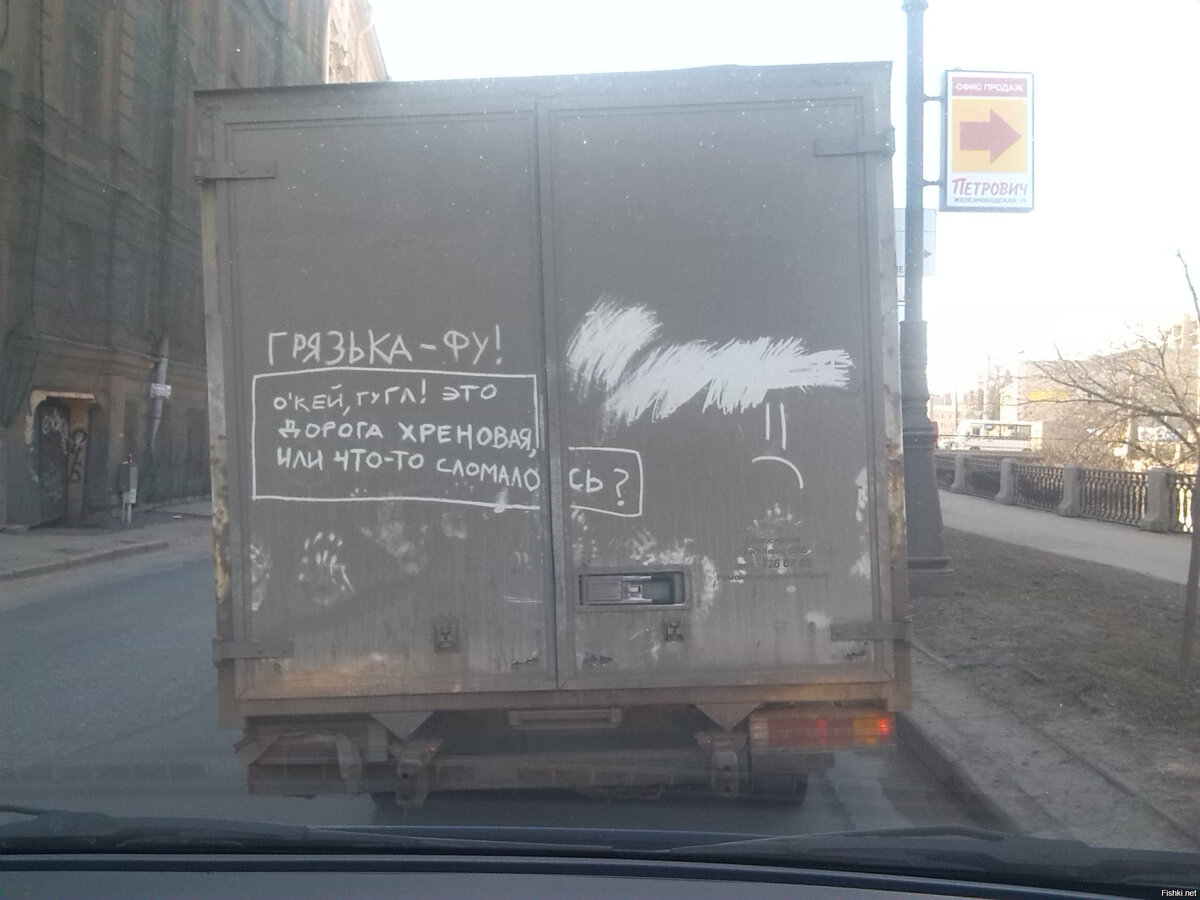 ОФИС ПРОДАЖ
ПЕТРОВИЧ
ЖЕЛЕЗНОВОДСКАЯ, 15
ГРЯЗЬКА-ФУ!
О'КЕЙ, ГУГЛ! ЭТО
ДОРОГА ХРЕНОВАЯ,
ИЛИ ЧТО-ТО СЛОМАЛОСЬ?
Fishki.net